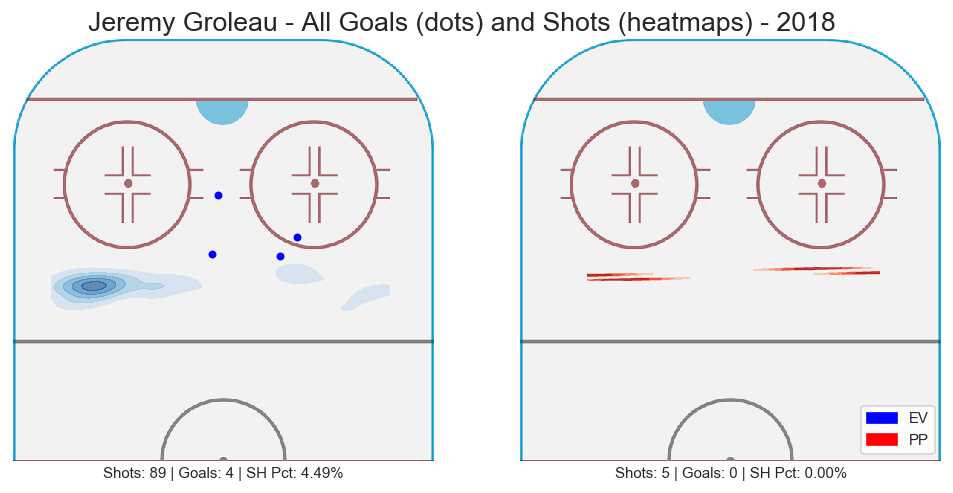 Jeremy Groleau - All Goals (dots) and Shots (heatmaps) - 2018
EV
PP
Shots: 89 | Goals: 4 | SH Pct: 4.49%
Shots: 5 | Goals: 0 | SH Pct: 0.00%